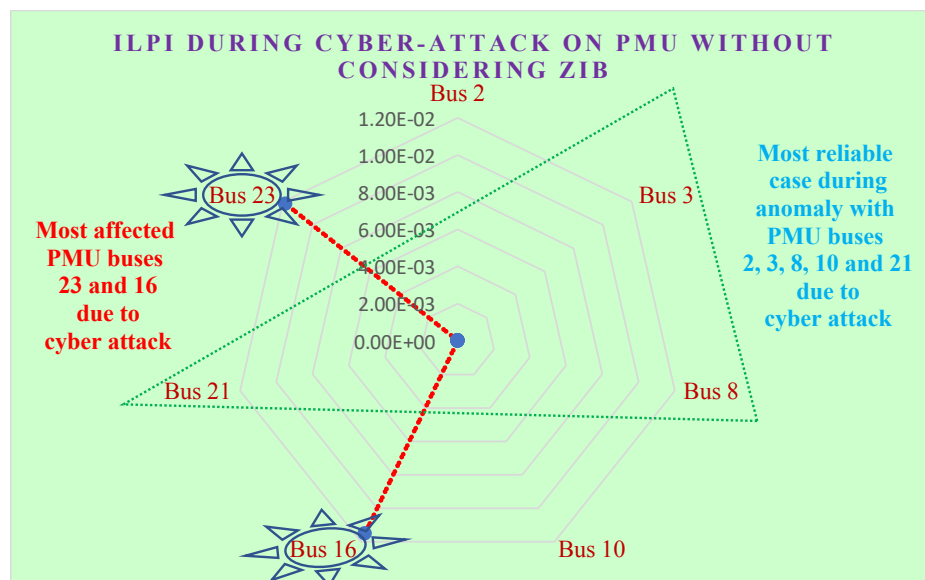 ILPI DURING CYBER-ATTACK ON PMU WITHOUT
CONSIDERING ZIB
Bus 2
1.20E-02
1.00E-02
8.00E-03
6.00E-03
4.00E-03
2.00E-03
0.00E+00
Bus 3
Bus 8
Bus 10
Bus 16
Bus 21
Bus 23
Most affected
PMU buses
23 and 16
due to
cyber attack
Most reliable
case during
anomaly with
PMU buses
2, 3, 8, 10 and 21
due to
cyber attack